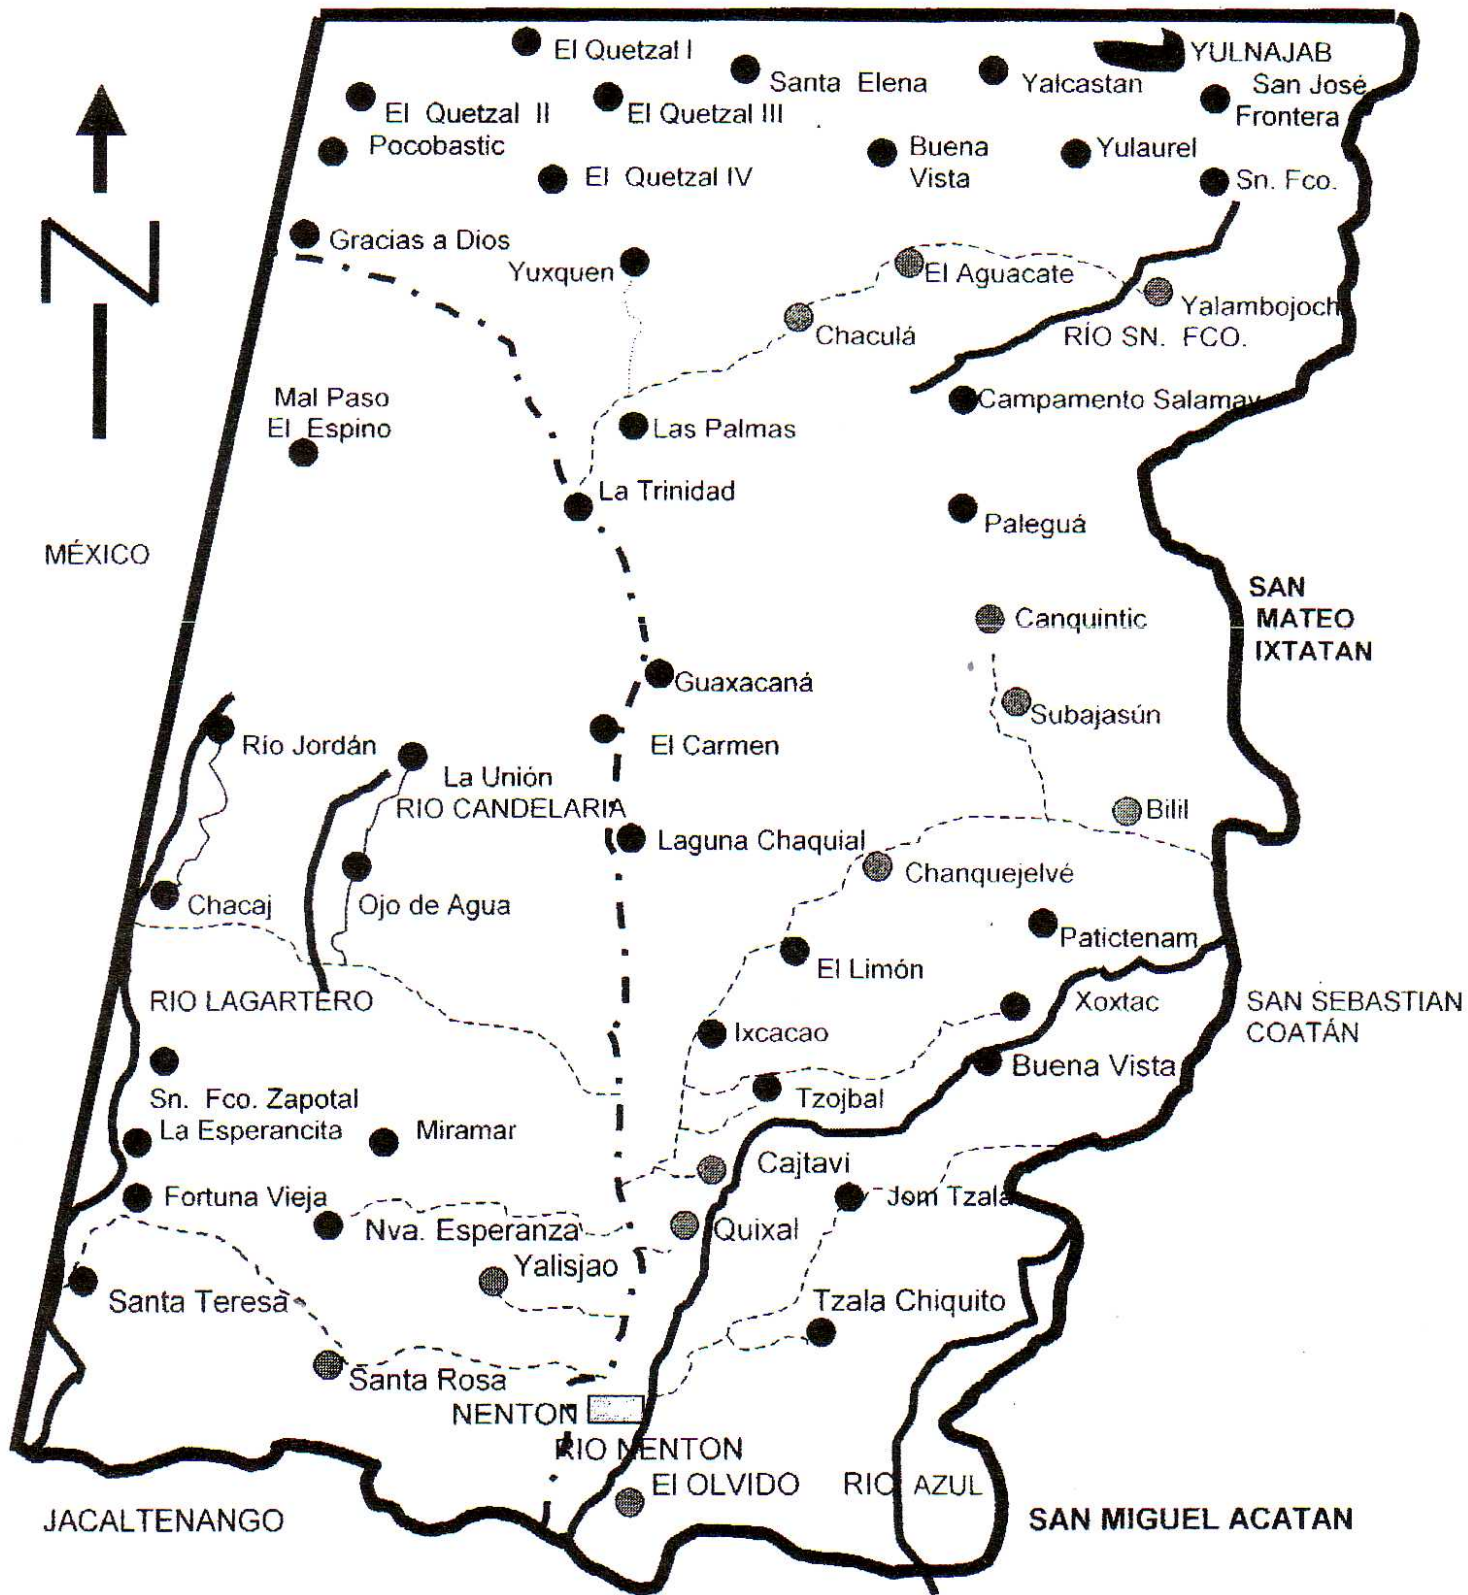 El Quetzal I
YULNAJAB
Santa Elena
Yalcastan
San José
Frontera
El Quetzal II
El Quetzal III
Pocobastic
El Quetzal IV
Buena
Vista
Yulaurel
Sn. Fco.
Gracias a Dios
Yuxquen
El Aguacate
Yalambojoch
Chaculá
RÍO SN. FCO.
Mal Paso
El Espino
Campamento Salamay
Las Palmas
La Trinidad
Paleguá
MÉXICO
SAN
MATEO
IXTATAN
Canquintic
Guaxacaná
Subajasún
Río Jordán
El Carmen
La Unión
RIO CANDELARIA
Bilil
Laguna Chaquial
Chanquejelvé
Chacaj
Ojo de Agua
Patictenam
El Limón
RIO LAGARTERO
Xoxtac
SAN SEBASTIAN
COATÁN
Ixcacao
Buena Vista
Sn. Fco. Zapotal
Tzojbal
La Esperancita
Miramar
Cajtavi
Fortuna Vieja
Jom Tzalá
Nva. Esperanza
Quixal
Yalisjao
Santa Teresa
Tzala Chiquito
Santa Rosa
NENTON
RIO NENTON
El OLVIDO
RIO AZUL
JACALTENANGO
SAN MIGUEL ACATAN
N